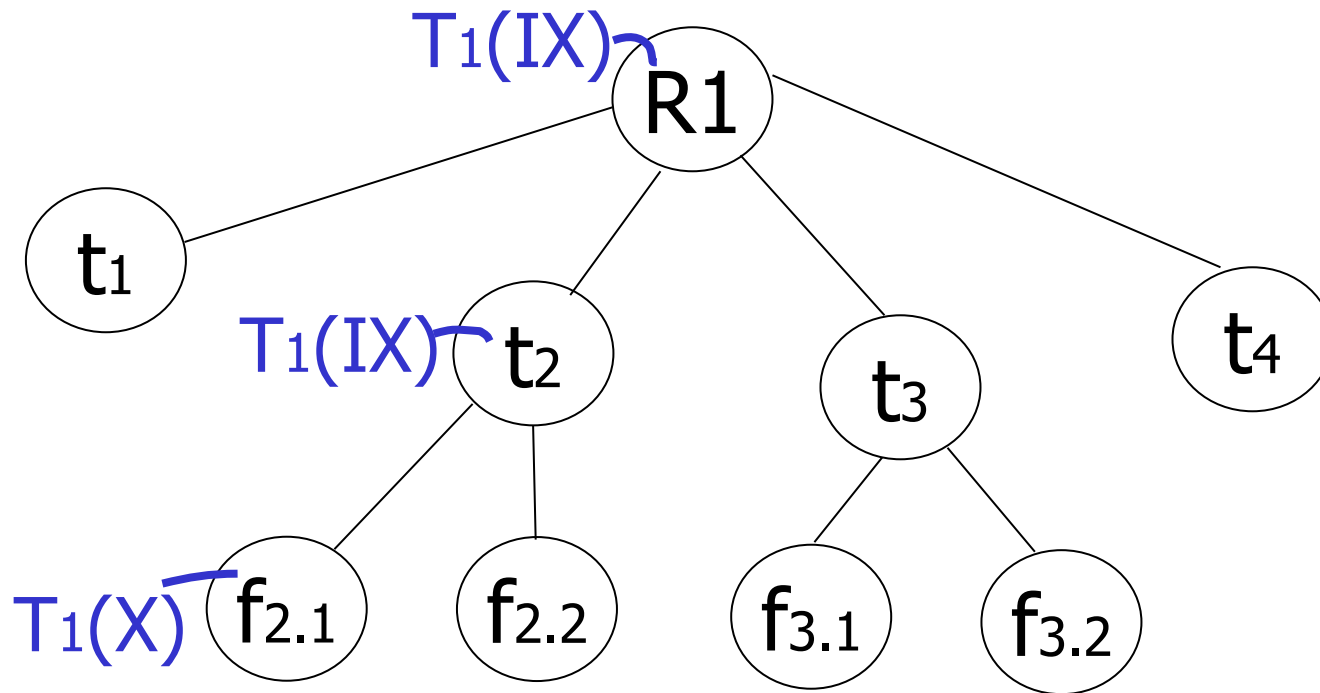 T1(IX)
R1
t1
T1(IX)
t2
t3
t4
T1(X)
f2.1
f2.2
f3.1
f3.2